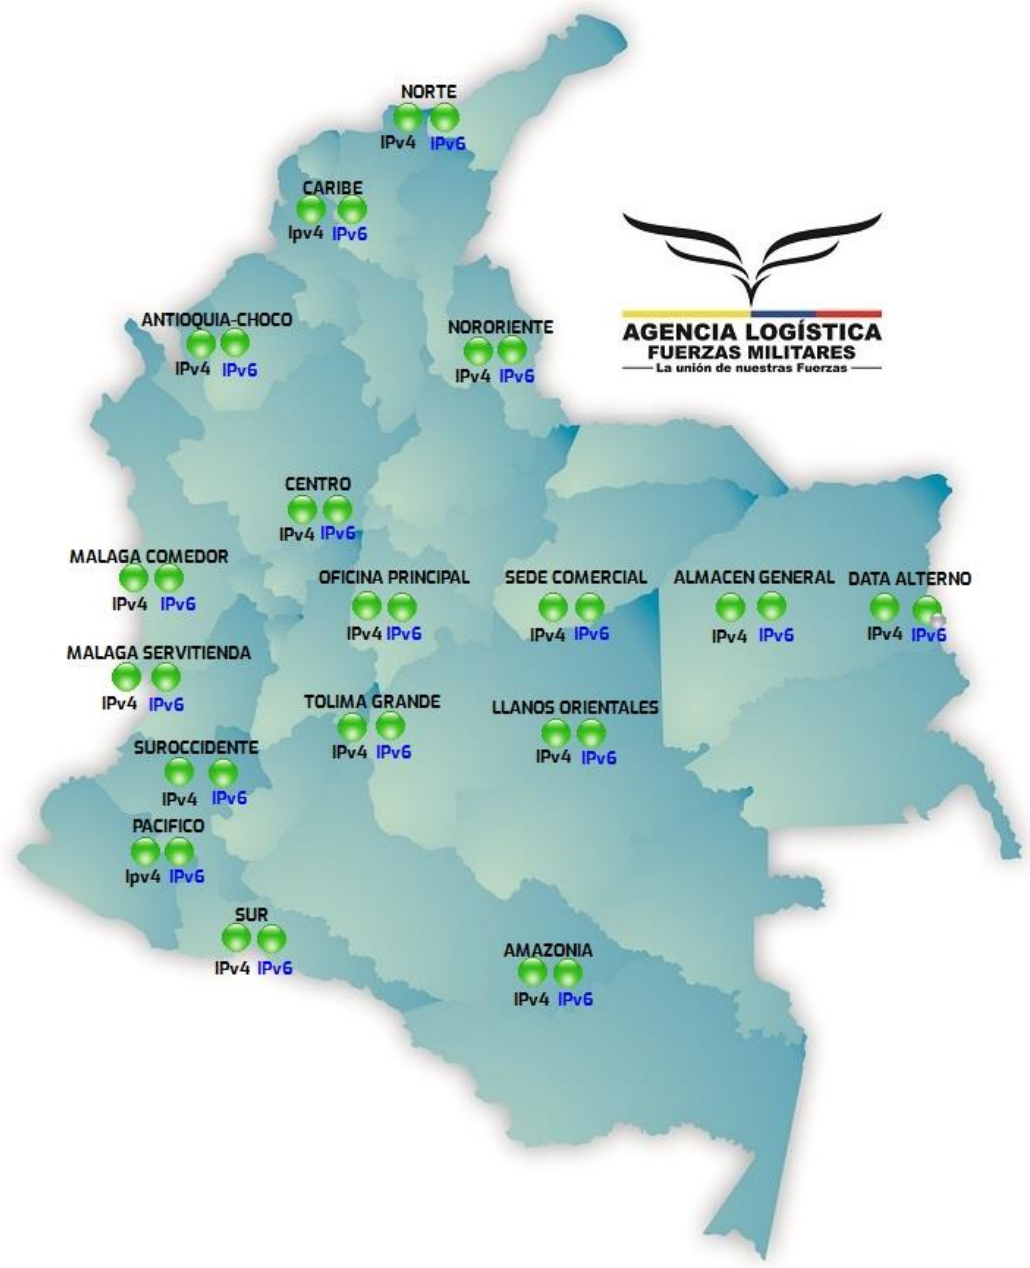 NORTE
IPv4 IPv6
CARIBE
Ipv4 IPv6
AGENCIA LOGÍSTICA
FUERZAS MILITARES
La unión de nuestras Fuerzas
ANTIOQUIA-CHOCO
IPv4 IPv6
NORORIENTE
IPv4 IPv6
CENTRO
IPv4 IPv6
MALAGA COMEDOR
IPv4 IPv6
OFICINA PRINCIPAL
IPv4 IPv6
SEDE COMERCIAL
IPv4 IPv6
ALMACEN GENERAL
IPv4 IPv6
DATA ALTERNO
IPv4 IPv6
MALAGA SERVITIENDA
IPv4 IPv6
TOLIMA GRANDE
IPv4 IPv6
LLANOS ORIENTALES
IPv4 IPv6
SUROCCIDENTE
IPv4 IPv6
PACIFICO
Ipv4 IPv6
SUR
IPv4 IPv6
AMAZONIA
IPv4 IPv6